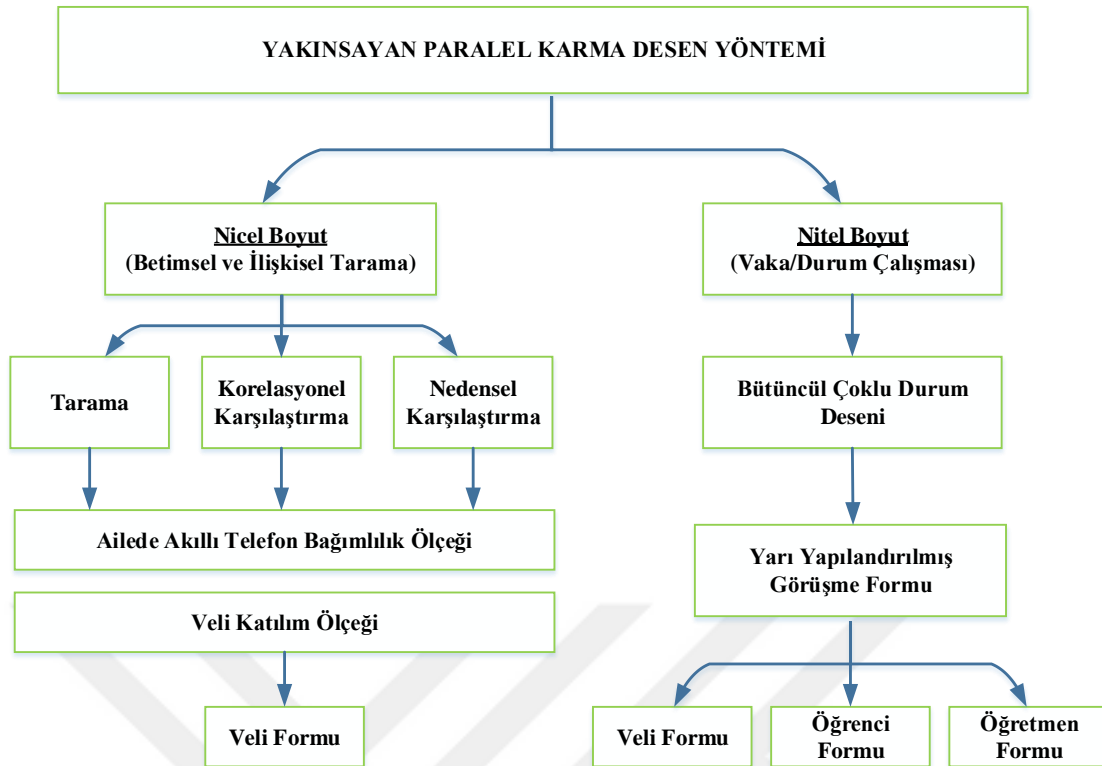 YAKINSAYAN PARALEL KARMA DESEN YÖNTEMİ
Nicel Boyut
(Betimsel ve İlişkisel Tarama)
Nitel Boyut
(Vaka/Durum Çalışması)
Tarama
Korelasyonel
Karşılaştırma
Nedensel
Karşılaştırma
Bütüncül Çoklu Durum
Deseni
Ailede Akıllı Telefon Bağımlılık Ölçeği
Yarı Yapılandırılmış
Görüşme Formu
Veli Katılım Ölçeği
Veli Formu
Veli Formu
Öğrenci
Formu
Öğretmen
Formu